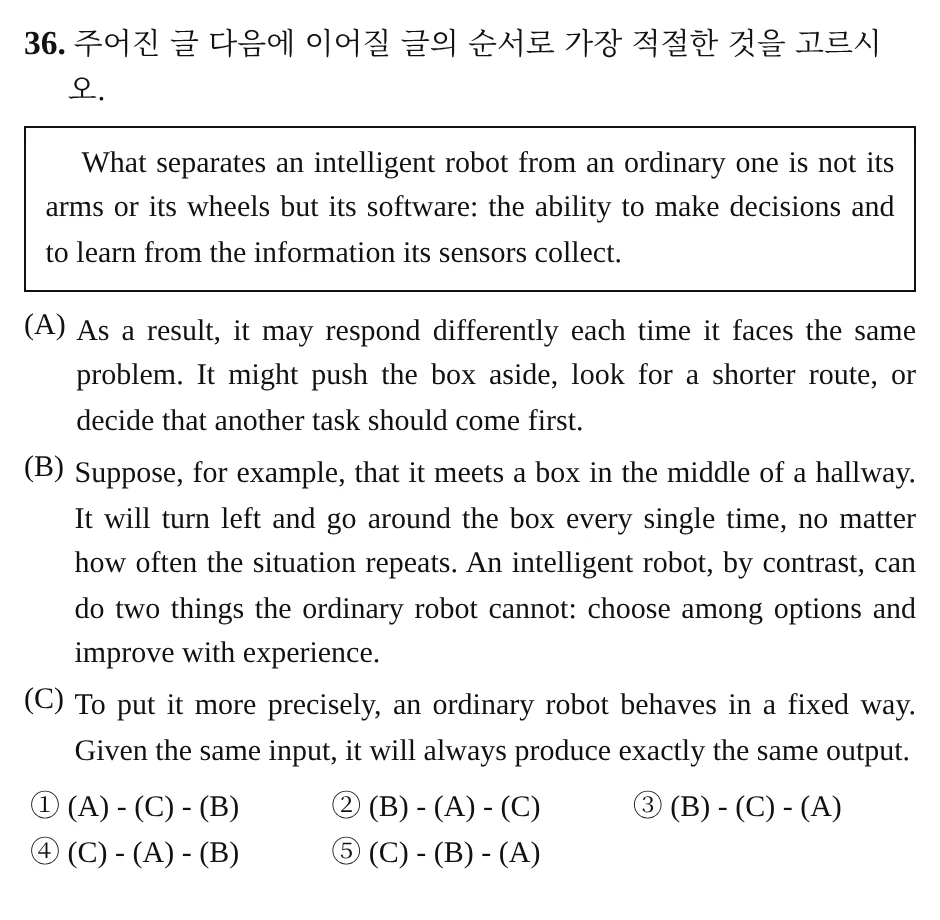 36. 주어진 글 다음에 이어질 글의 순서로 가장 적절한 것을 고르시
오.
What separates an intelligent robot from an ordinary one is not its
arms or its wheels but its software: the ability to make decisions and
to learn from the information its sensors collect.
(A) As a result, it may respond differently each time it faces the same
problem. It might push the box aside, look for a shorter route, or
decide that another task should come first.
(B) Suppose, for example, that it meets a box in the middle of a hallway.
It will turn left and go around the box every single time, no matter
how often the situation repeats. An intelligent robot, by contrast, can
do two things the ordinary robot cannot: choose among options and
improve with experience.
(C) To put it more precisely, an ordinary robot behaves in a fixed way.
Given the same input, it will always produce exactly the same output.
① (A) - (C) - (B) ② (B) - (A) - (C) ③ (B) - (C) - (A)
④ (C) - (A) - (B) ⑤ (C) - (B) - (A)